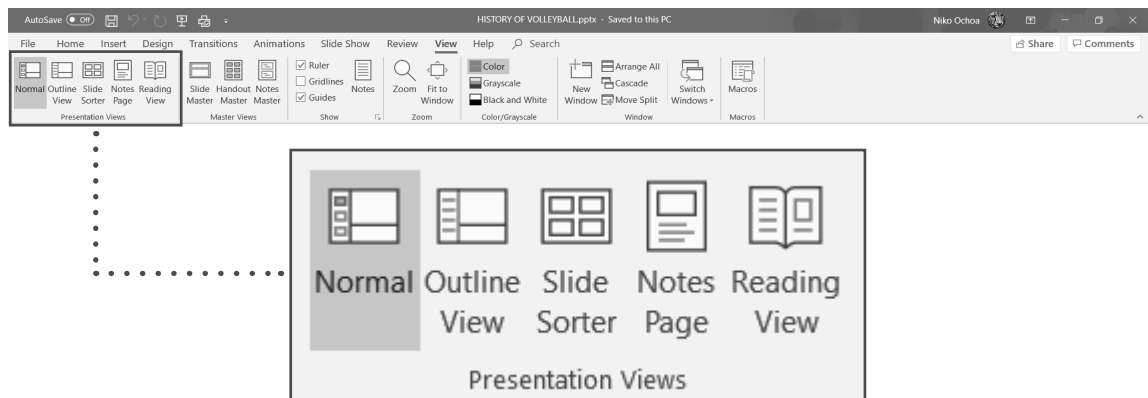 AutoSave Off HISTORY OF VOLLEYBALL.pptx - Saved to this PC Niko Ochoa
File Home Insert Design Transitions Animations Slide Show Review View Help Search Share Comments
Normal Outline View Slide Sorter Notes Page Reading View
Presentation Views
Slide Master Handout Master Notes Master
Master Views
Ruler
Gridlines
Guides
Notes
Show
Zoom Fit to Window
Zoom
Color
Grayscale
Black and White
Color/Grayscale
New Window
Arrange All
Cascade
Move Split
Switch Windows
Window
Macros
Macros
Normal Outline Slide Notes Reading
View Sorter Page View
Presentation Views